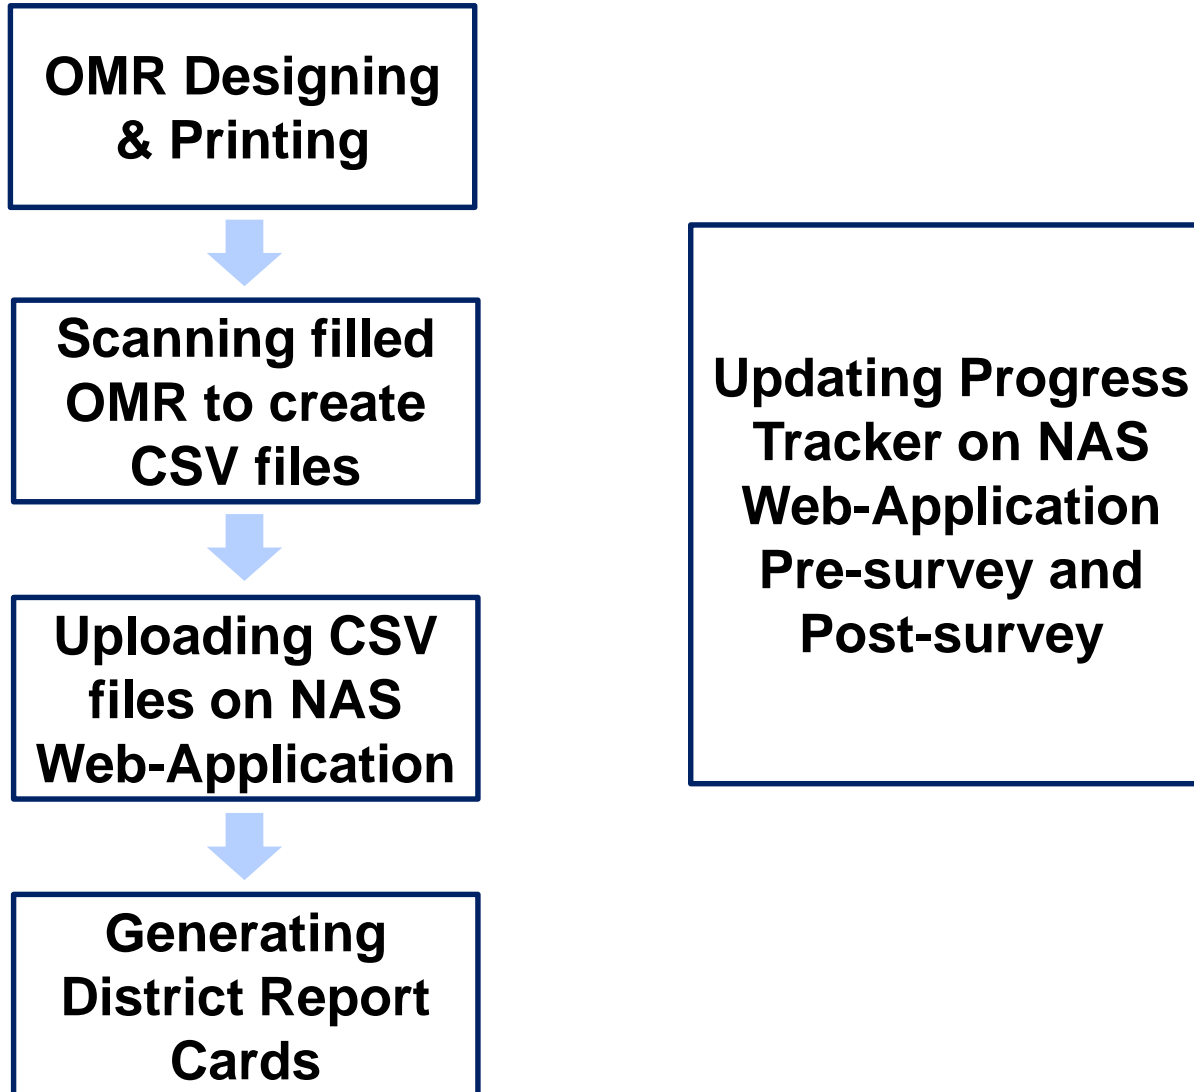 OMR Designing
& Printing
Scanning filled
OMR to create
CSV files
Uploading CSV
files on NAS
Web-Application
Generating
District Report
Cards
Updating Progress
Tracker on NAS
Web-Application
Pre-survey and
Post-survey